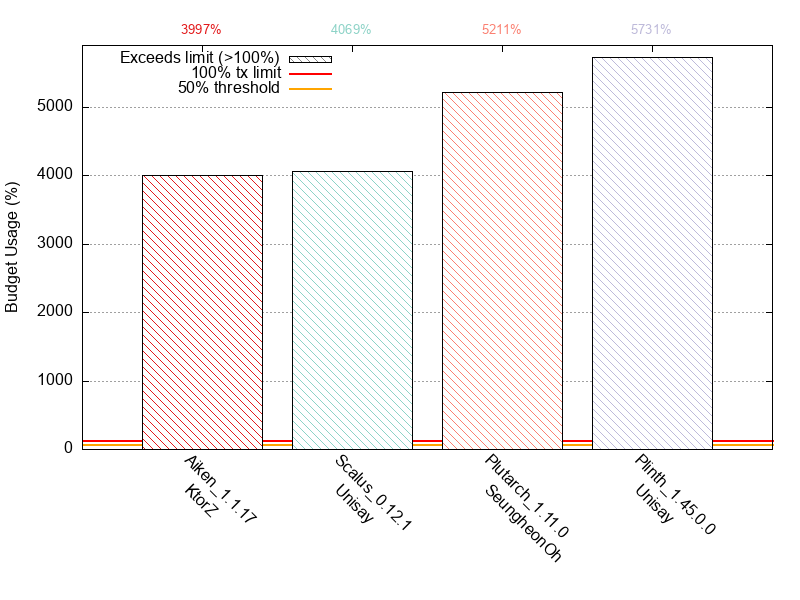 3997% 4069% 5211% 5731%
Exceeds limit (>100%)
100% tx limit
50% threshold
Budget Usage (%)
5000
4000
3000
2000
1000
0
Aiken_1.1.17
KtorZ
Scalus_0.12.1
Unisay
Plutarch_1.11.0
SeungheonOh
Plinth_1.45.0.0
Unisay